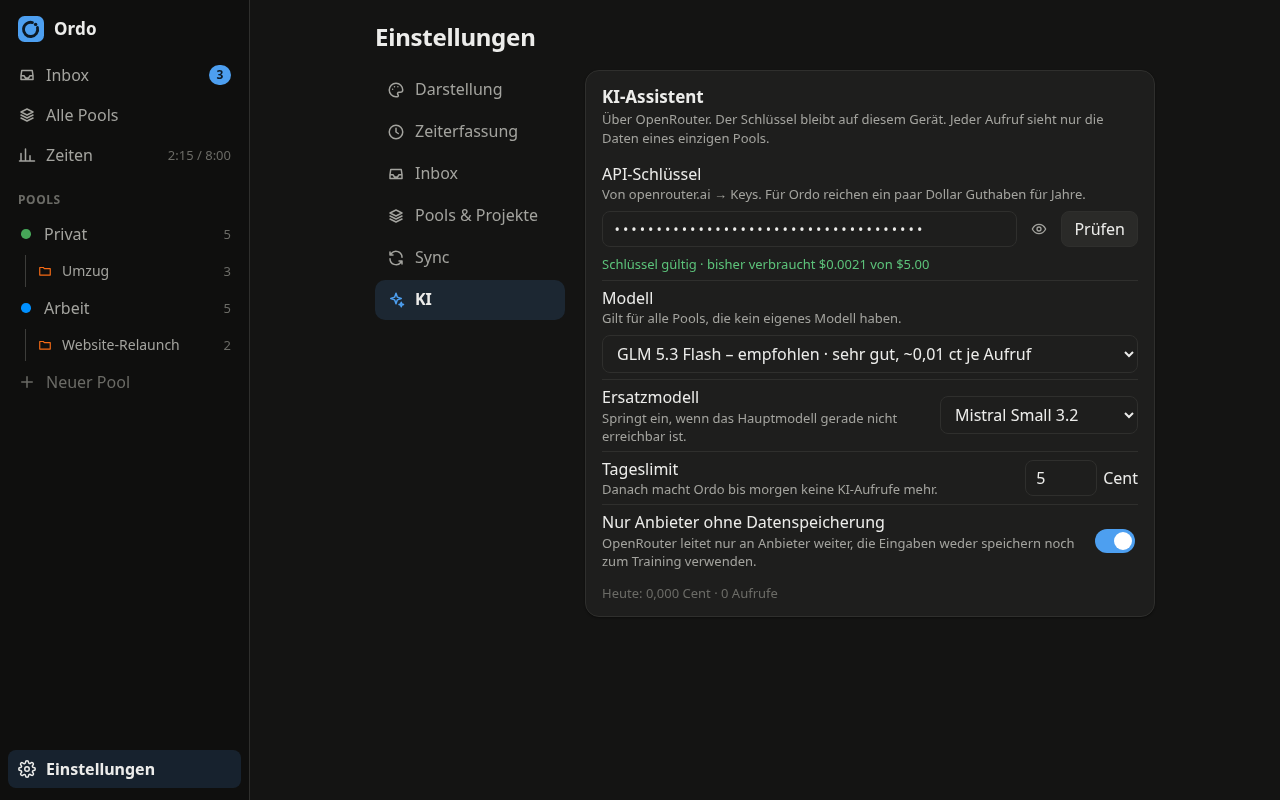 Ordo
Inbox 3
Alle Pools
Zeiten 2:15 / 8:00
POOLS
Privat 5
Umzug 3
Arbeit 5
Website-Relaunch 2
Neuer Pool
Einstellungen
Einstellungen
Darstellung
Zeiterfassung
Inbox
Pools & Projekte
Sync
KI
KI-Assistent
Über OpenRouter. Der Schlüssel bleibt auf diesem Gerät. Jeder Aufruf sieht nur die
Daten eines einzigen Pools.
API-Schlüssel
Von openrouter.ai → Keys. Für Ordo reichen ein paar Dollar Guthaben für Jahre.
•••••••••••••••••••••••••••••••••••••
Prüfen
Schlüssel gültig · bisher verbraucht $0.0021 von $5.00
Modell
Gilt für alle Pools, die kein eigenes Modell haben.
GLM 5.3 Flash – empfohlen · sehr gut, ~0,01 ct je Aufruf
Ersatzmodell
Springt ein, wenn das Hauptmodell gerade nicht
erreichbar ist.
Mistral Small 3.2
Tageslimit
Danach macht Ordo bis morgen keine KI-Aufrufe mehr.
5 Cent
Nur Anbieter ohne Datenspeicherung
OpenRouter leitet nur an Anbieter weiter, die Eingaben weder speichern noch
zum Training verwenden.
Heute: 0,000 Cent · 0 Aufrufe